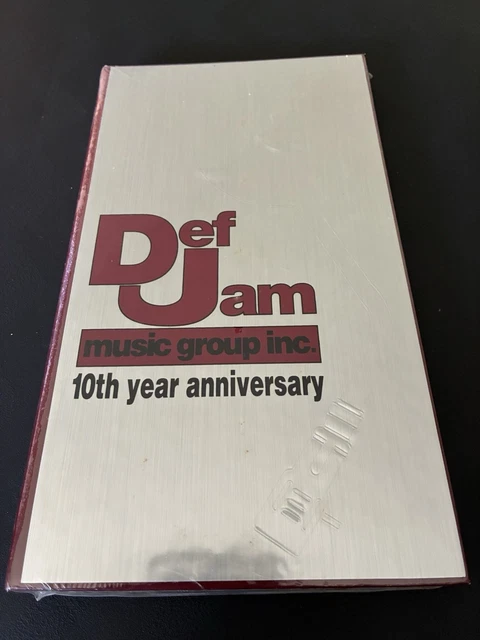 Def
Jam
music group inc.
10th year anniversary